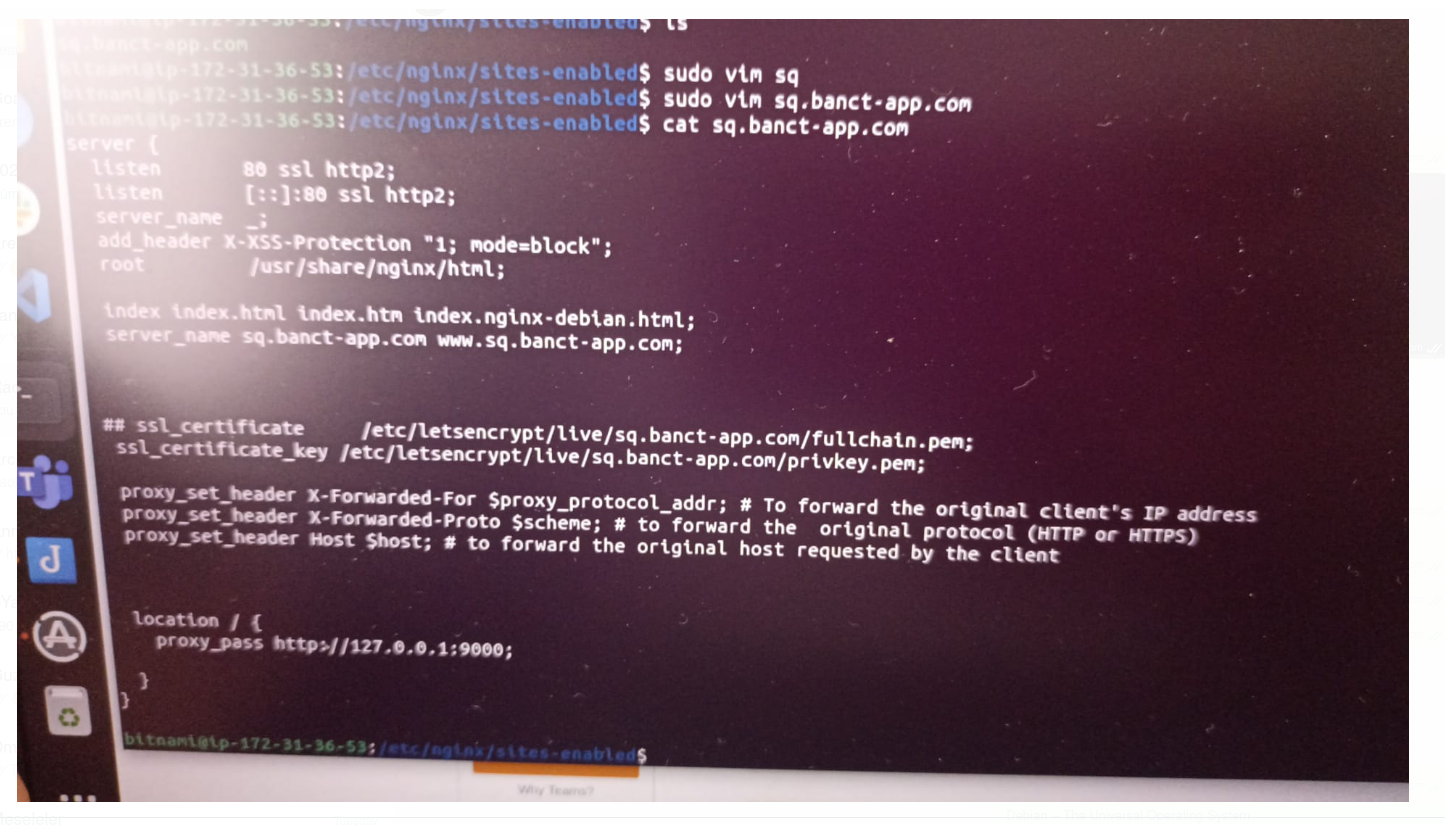 bitnami@ip-172-31-36-53:/etc/nginx/sites-enabled$ ls
sq.banct-app.com
bitnami@ip-172-31-36-53:/etc/nginx/sites-enabled$ sudo vim sq
bitnami@ip-172-31-36-53:/etc/nginx/sites-enabled$ sudo vim sq.banct-app.com
bitnami@ip-172-31-36-53:/etc/nginx/sites-enabled$ cat sq.banct-app.com
server {
listen 80 ssl http2;
listen [::]:80 ssl http2;
server_name _;
add_header X-XSS-Protection "1; mode=block";
root /usr/share/nginx/html;
index index.html index.htm index.nginx-debian.html;
server_name sq.banct-app.com www.sq.banct-app.com;
## ssl_certificate /etc/letsencrypt/live/sq.banct-app.com/fullchain.pem;
ssl_certificate_key /etc/letsencrypt/live/sq.banct-app.com/privkey.pem;
proxy_set_header X-Forwarded-For $proxy_protocol_addr; # To forward the original client's IP address
proxy_set_header X-Forwarded-Proto $scheme; # to forward the original protocol (HTTP or HTTPS)
proxy_set_header Host $host; # to forward the original host requested by the client
location / {
proxy_pass http://127.0.0.1:9000;
}
}
bitnami@ip-172-31-36-53:/etc/nginx/sites-enabled$
Why Teams?